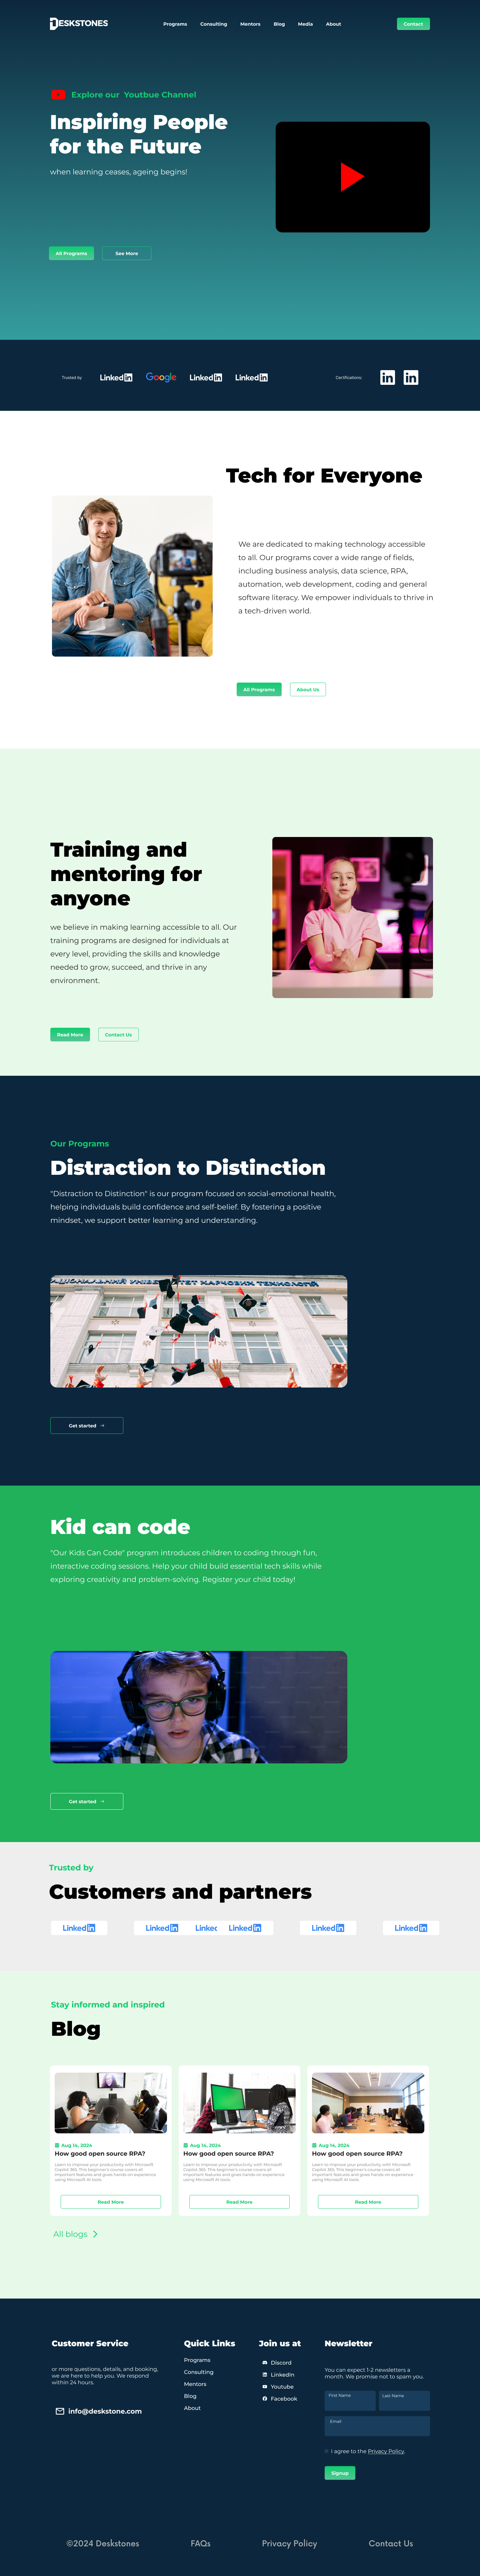 DESKSTONES
Programs
Consulting
Mentors
Blog
Media
About
Contact
Explore our Youtbue Channel
Inspiring People
for the Future
when learning ceases, ageing begins!
All Programs
See More
Trusted by
Linkedin
Google
Linkedin
Linkedin
Certifications:
in
in
Tech for Everyone
We are dedicated to making technology accessible
to all. Our programs cover a wide range of fields,
including business analysis, data science, RPA,
automation, web development, coding and general
software literacy. We empower individuals to thrive in
a tech-driven world.
All Programs
About Us
Training and
mentoring for
anyone
we believe in making learning accessible to all. Our
training programs are designed for individuals at
every level, providing the skills and knowledge
needed to grow, succeed, and thrive in any
environment.
Read More
Contact Us
Our Programs
Distraction to Distinction
"Distraction to Distinction" is our program focused on social-emotional health,
helping individuals build confidence and self-belief. By fostering a positive
mindset, we support better learning and understanding.
Get started
Kid can code
"Our Kids Can Code" program introduces children to coding through fun,
interactive coding sessions. Help your child build essential tech skills while
exploring creativity and problem-solving. Register your child today!
Get started
Trusted by
Customers and partners
Linkedin
Linkedin
Linkec
Linkedin
Linkedin
Linkedin
Stay informed and inspired
Blog
Aug 14, 2024
How good open source RPA?
Learn to improve your productivity with Microsoft
Copilot 365. This beginner's course covers all
important features and gives hands-on experience
using Microsoft AI tools.
Read More
Aug 14, 2024
How good open source RPA?
Learn to improve your productivity with Microsoft
Copilot 365. This beginner's course covers all
important features and gives hands-on experience
using Microsoft AI tools.
Read More
Aug 14, 2024
How good open source RPA?
Learn to improve your productivity with Microsoft
Copilot 365. This beginner's course covers all
important features and gives hands-on experience
using Microsoft AI tools.
Read More
All blogs
Customer Service
or more questions, details, and booking,
we are here to help you. We respond
within 24 hours.
info@deskstone.com
Quick Links
Programs
Consulting
Mentors
Blog
About
Join us at
Discord
LinkedIn
Youtube
Facebook
Newsletter
You can expect 1-2 newsletters a
month. We promise not to spam you.
First Name
Last Name
Email
I agree to the Privacy Policy.
Signup
©2024 Deskstones
FAQs
Privacy Policy
Contact Us